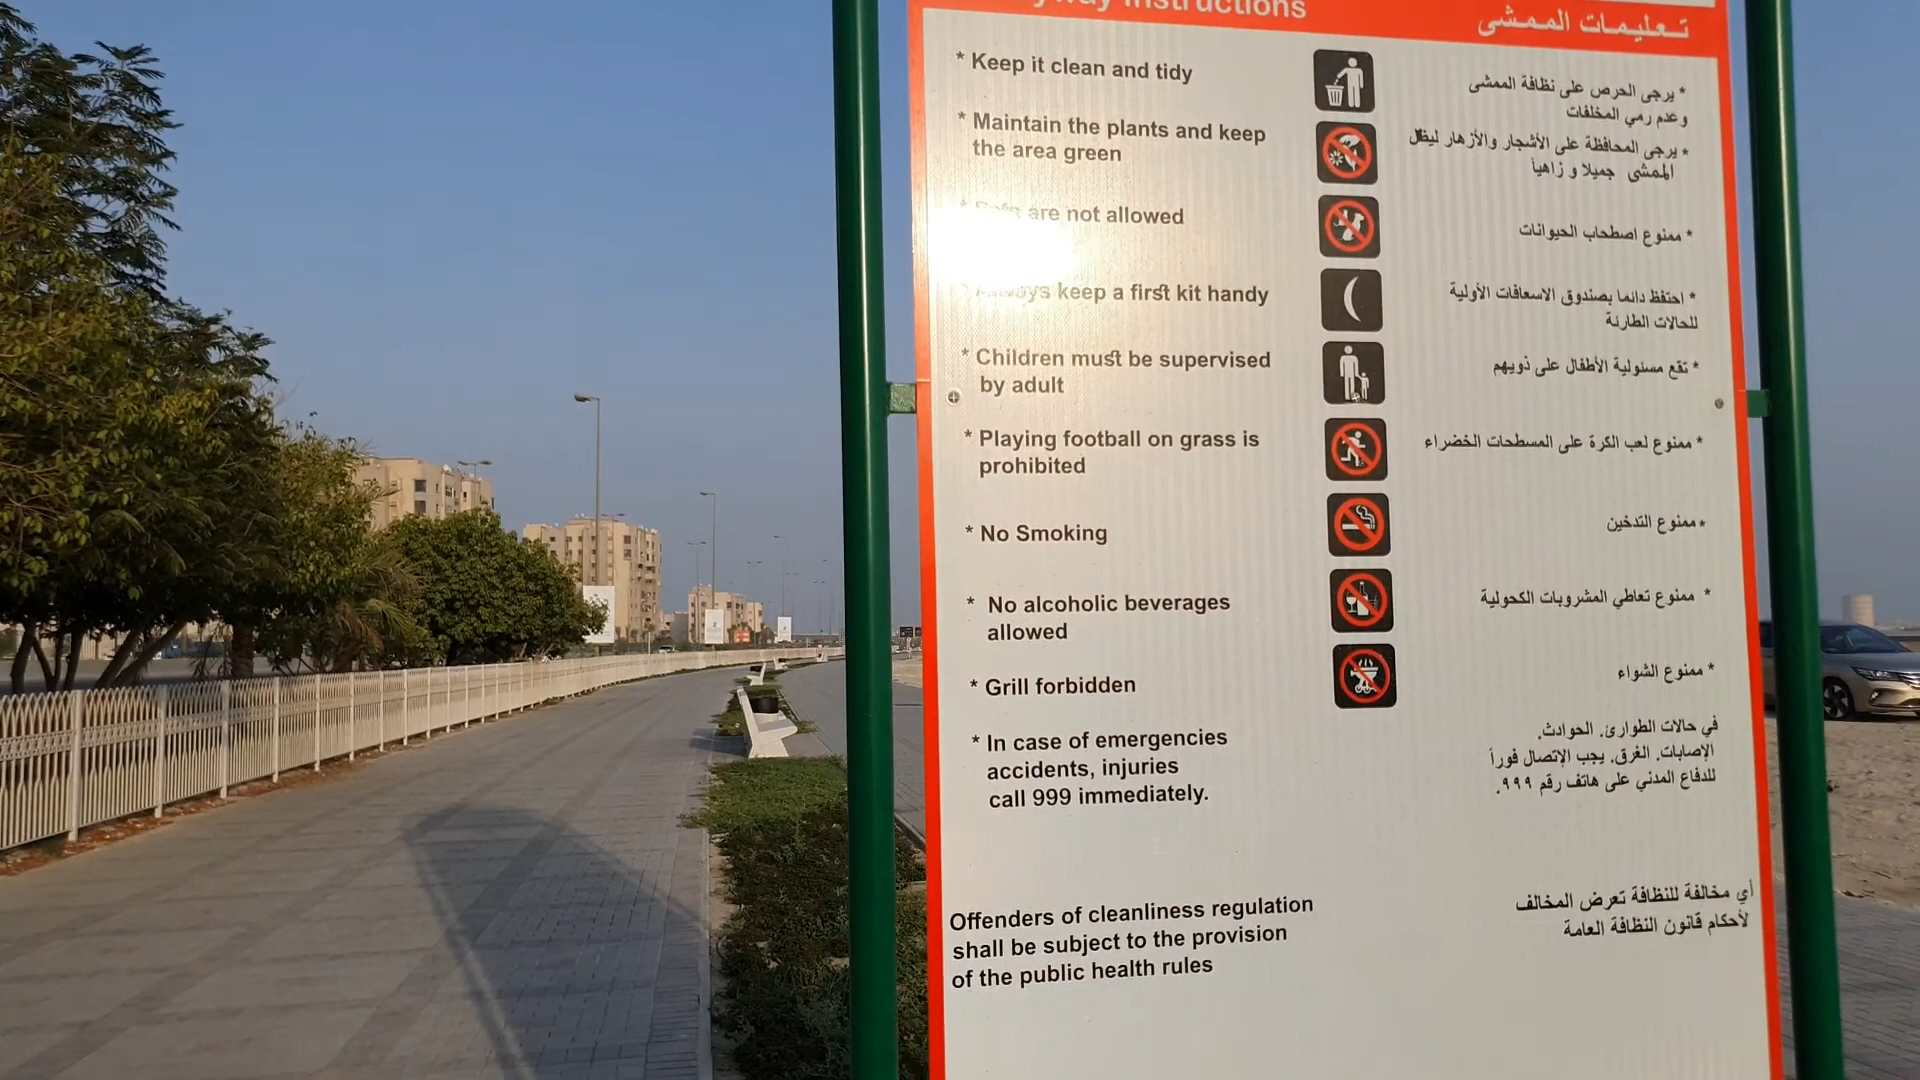 instructions
تعليمات الممشى
* Keep it clean and tidy
* Maintain the plants and keep
the area green
are not allowed
keep a first kit handy
* Children must be supervised
by adult
* Playing football on grass is
prohibited
* No Smoking
* No alcoholic beverages
allowed
* Grill forbidden
* In case of emergencies
accidents, injuries
call 999 immediately.
Offenders of cleanliness regulation
shall be subject to the provision
of the public health rules
* يرجى الحرص على نظافة الممشى
وعدم رمي المخلفات
* يرجى المحافظة على الأشجار والأزهار ليظل
الممشى جميلا و زاهياً
* ممنوع اصطحاب الحيوانات
* احتفظ دائما بصندوق الاسعافات الأولية
للحالات الطارئة
* تقع مسئولية الأطفال على ذويهم
* ممنوع لعب الكرة على المسطحات الخضراء
* ممنوع التدخين
* ممنوع تعاطي المشروبات الكحولية
* ممنوع الشواء
في حالات الطوارئ. الحوادث.
الإصابات. الغرق. يجب الإتصال فوراً
للدفاع المدني على هاتف رقم ٩٩٩.
أي مخالفة للنظافة تعرض المخالف
لأحكام قانون النظافة العامة